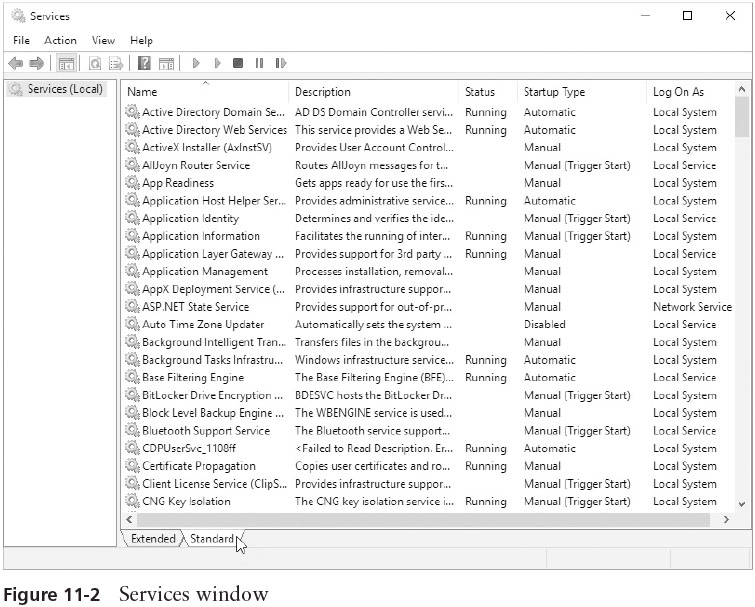 Services
File Action View Help
Services (Local)
Name Description Status Startup Type Log On As
Active Directory Domain Se... AD DS Domain Controller servi... Running Automatic Local System
Active Directory Web Services This service provides a Web Se... Running Automatic Local System
ActiveX Installer (AxInstSV) Provides User Account Control... Manual Local System
AllJoyn Router Service Routes AllJoyn messages for t... Manual (Trigger Start) Local Service
App Readiness Gets apps ready for use the firs... Manual Local System
Application Host Helper Ser... Provides administrative service... Running Automatic Local System
Application Identity Determines and verifies the ide... Manual (Trigger Start) Local Service
Application Information Facilitates the running of inter... Running Manual (Trigger Start) Local System
Application Layer Gateway ... Provides support for 3rd party ... Running Manual Local Service
Application Management Processes installation, removal... Manual Local System
AppX Deployment Service (... Provides infrastructure suppor... Manual Local System
ASP.NET State Service Provides support for out-of-pr... Manual Network Service
Auto Time Zone Updater Automatically sets the system ... Disabled Local Service
Background Intelligent Tran... Transfers files in the backgrou... Manual Local System
Background Tasks Infrastru... Windows infrastructure service... Running Automatic Local System
Base Filtering Engine The Base Filtering Engine (BFE)... Running Automatic Local Service
BitLocker Drive Encryption ... BDESVC hosts the BitLocker Dr... Manual (Trigger Start) Local System
Block Level Backup Engine ... The WBENGINE service is used... Manual Local System
Bluetooth Support Service The Bluetooth service support... Manual (Trigger Start) Local Service
CDPUserSvc_1108ff <Failed to Read Description. Er... Running Automatic Local System
Certificate Propagation Copies user certificates and ro... Running Manual Local System
Client License Service (ClipS... Provides infrastructure suppor... Manual (Trigger Start) Local System
CNG Key Isolation The CNG key isolation service i... Running Manual (Trigger Start) Local System
Extended Standard
Figure 11-2 Services window